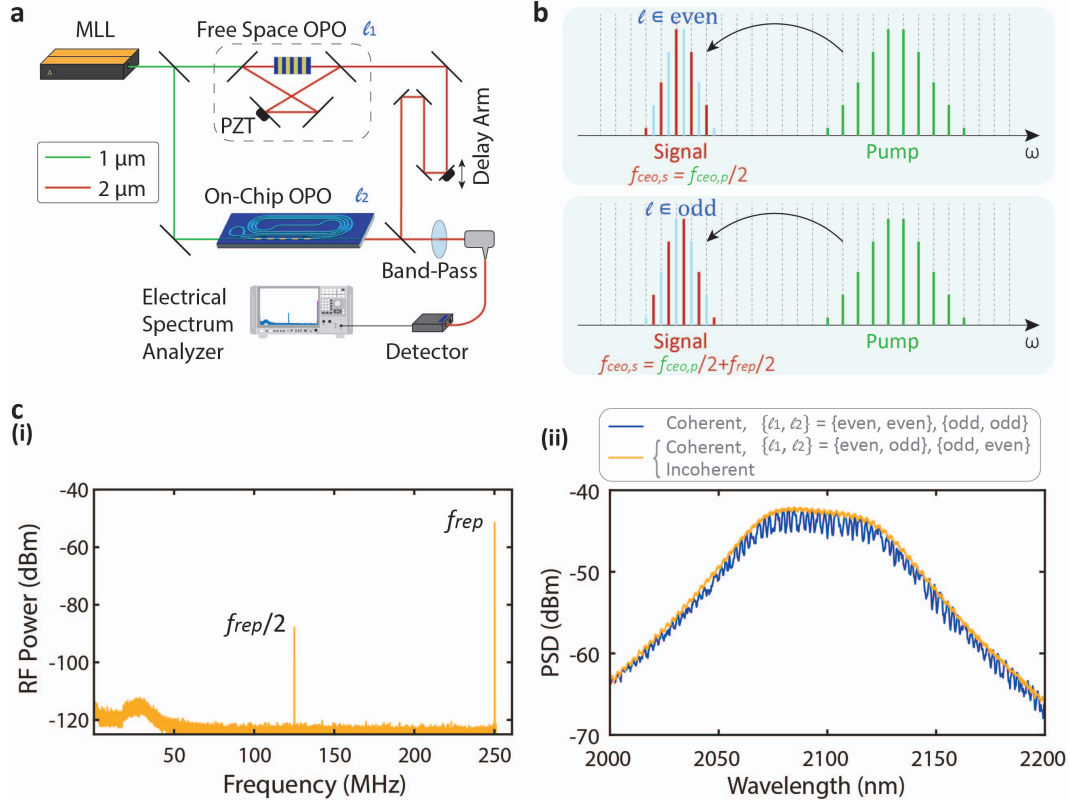 a
MLL
Free Space OPO ℓ1
PZT
Delay Arm
1 µm
2 µm
On-Chip OPO ℓ2
Band-Pass
Electrical
Spectrum
Analyzer
Detector
b
ℓ ∈ even
Signal
Pump
ω
fceo,s = fceo,p/2
ℓ ∈ odd
Signal
Pump
ω
fceo,s = fceo,p/2+frep/2
c
(i)
-40
-60
-80
-100
-120
RF Power (dBm)
frep
frep/2
50
100
150
200
250
Frequency (MHz)
(ii)
Coherent, {ℓ1, ℓ2} = {even, even}, {odd, odd}
Coherent, {ℓ1, ℓ2} = {even, odd}, {odd, even}
Incoherent
-40
-50
-60
-70
PSD (dBm)
2000
2050
2100
2150
2200
Wavelength (nm)